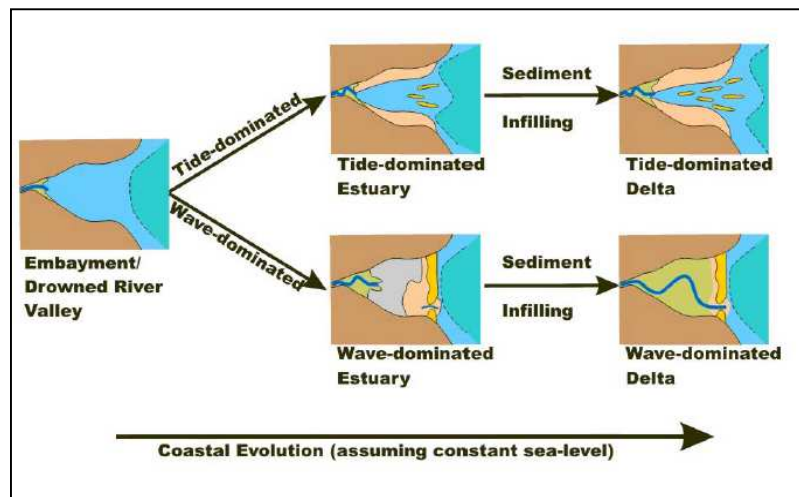 Tide-dominated
Wave-dominated
Embayment/
Drowned River
Valley
Tide-dominated
Estuary
Sediment
Infilling
Tide-dominated
Delta
Wave-dominated
Estuary
Sediment
Infilling
Wave-dominated
Delta
Coastal Evolution (assuming constant sea-level)